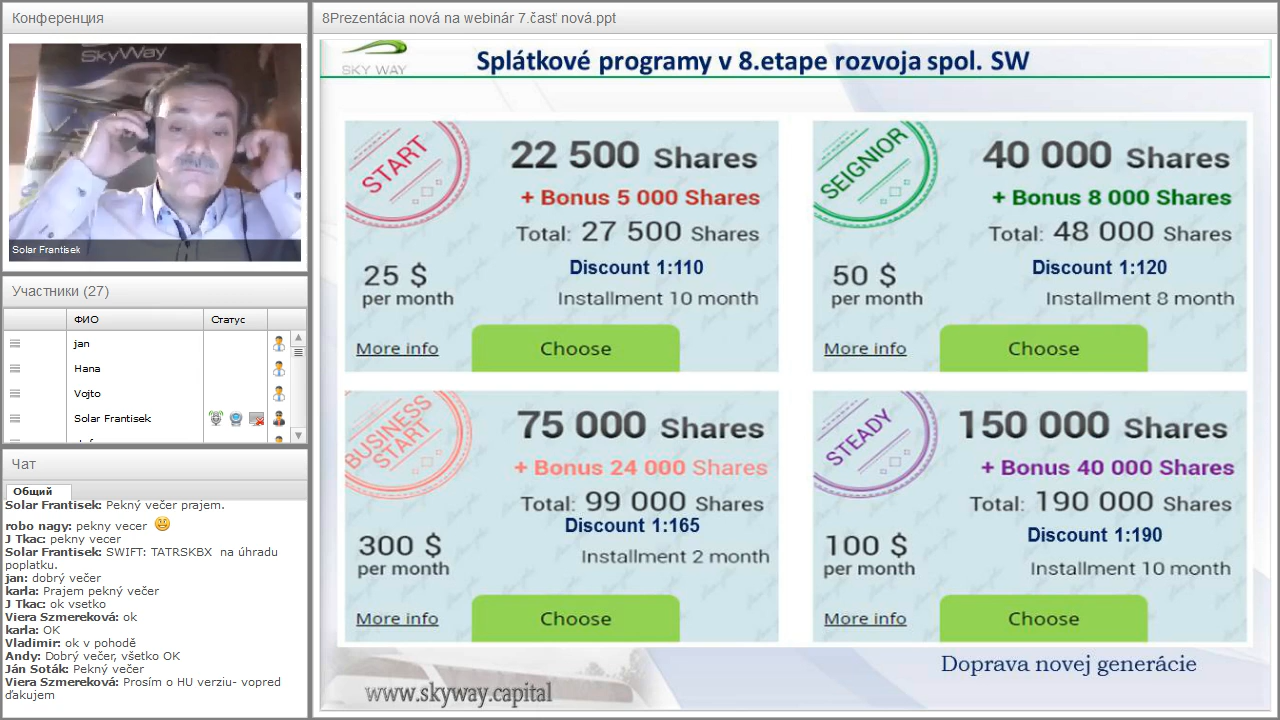 Конференция
SKYWAY
Solar Frantisek
Участники (27)
ФИО
Статус
jan
Hana
Vojto
Solar Frantisek
Чат
Общий
Solar Frantisek: Pekný večer prajem.
robo nagy: pekny vecer
J Tkac: pekny vecer
Solar Frantisek: SWIFT: TATRSKBX na úhradu
poplatku.
jan: dobrý večer
karla: Prajem pekný večer
J Tkac: ok vsetko
Viera Szmereková: ok
karla: OK
Vladimir: ok v pohodě
Andy: Dobrý večer, všetko OK
Ján Soták: Pekný večer
Viera Szmereková: Prosím o HU verziu- vopred
ďakujem
8Prezentácia nová na webinár 7.časť nová.ppt
SKY WAY
Splátkové programy v 8.etape rozvoja spol. SW
START
22 500 Shares
+ Bonus 5 000 Shares
Total: 27 500 Shares
Discount 1:110
25 $
per month
Installment 10 month
More info
Choose
SEIGNIOR
40 000 Shares
+ Bonus 8 000 Shares
Total: 48 000 Shares
Discount 1:120
50 $
per month
Installment 8 month
More info
Choose
BUSINESS
START
75 000 Shares
+ Bonus 24 000 Shares
Total: 99 000 Shares
Discount 1:165
300 $
per month
Installment 2 month
More info
Choose
STEADY
150 000 Shares
+ Bonus 40 000 Shares
Total: 190 000 Shares
Discount 1:190
100 $
per month
Installment 10 month
More info
Choose
Doprava novej generácie
www.skyway.capital